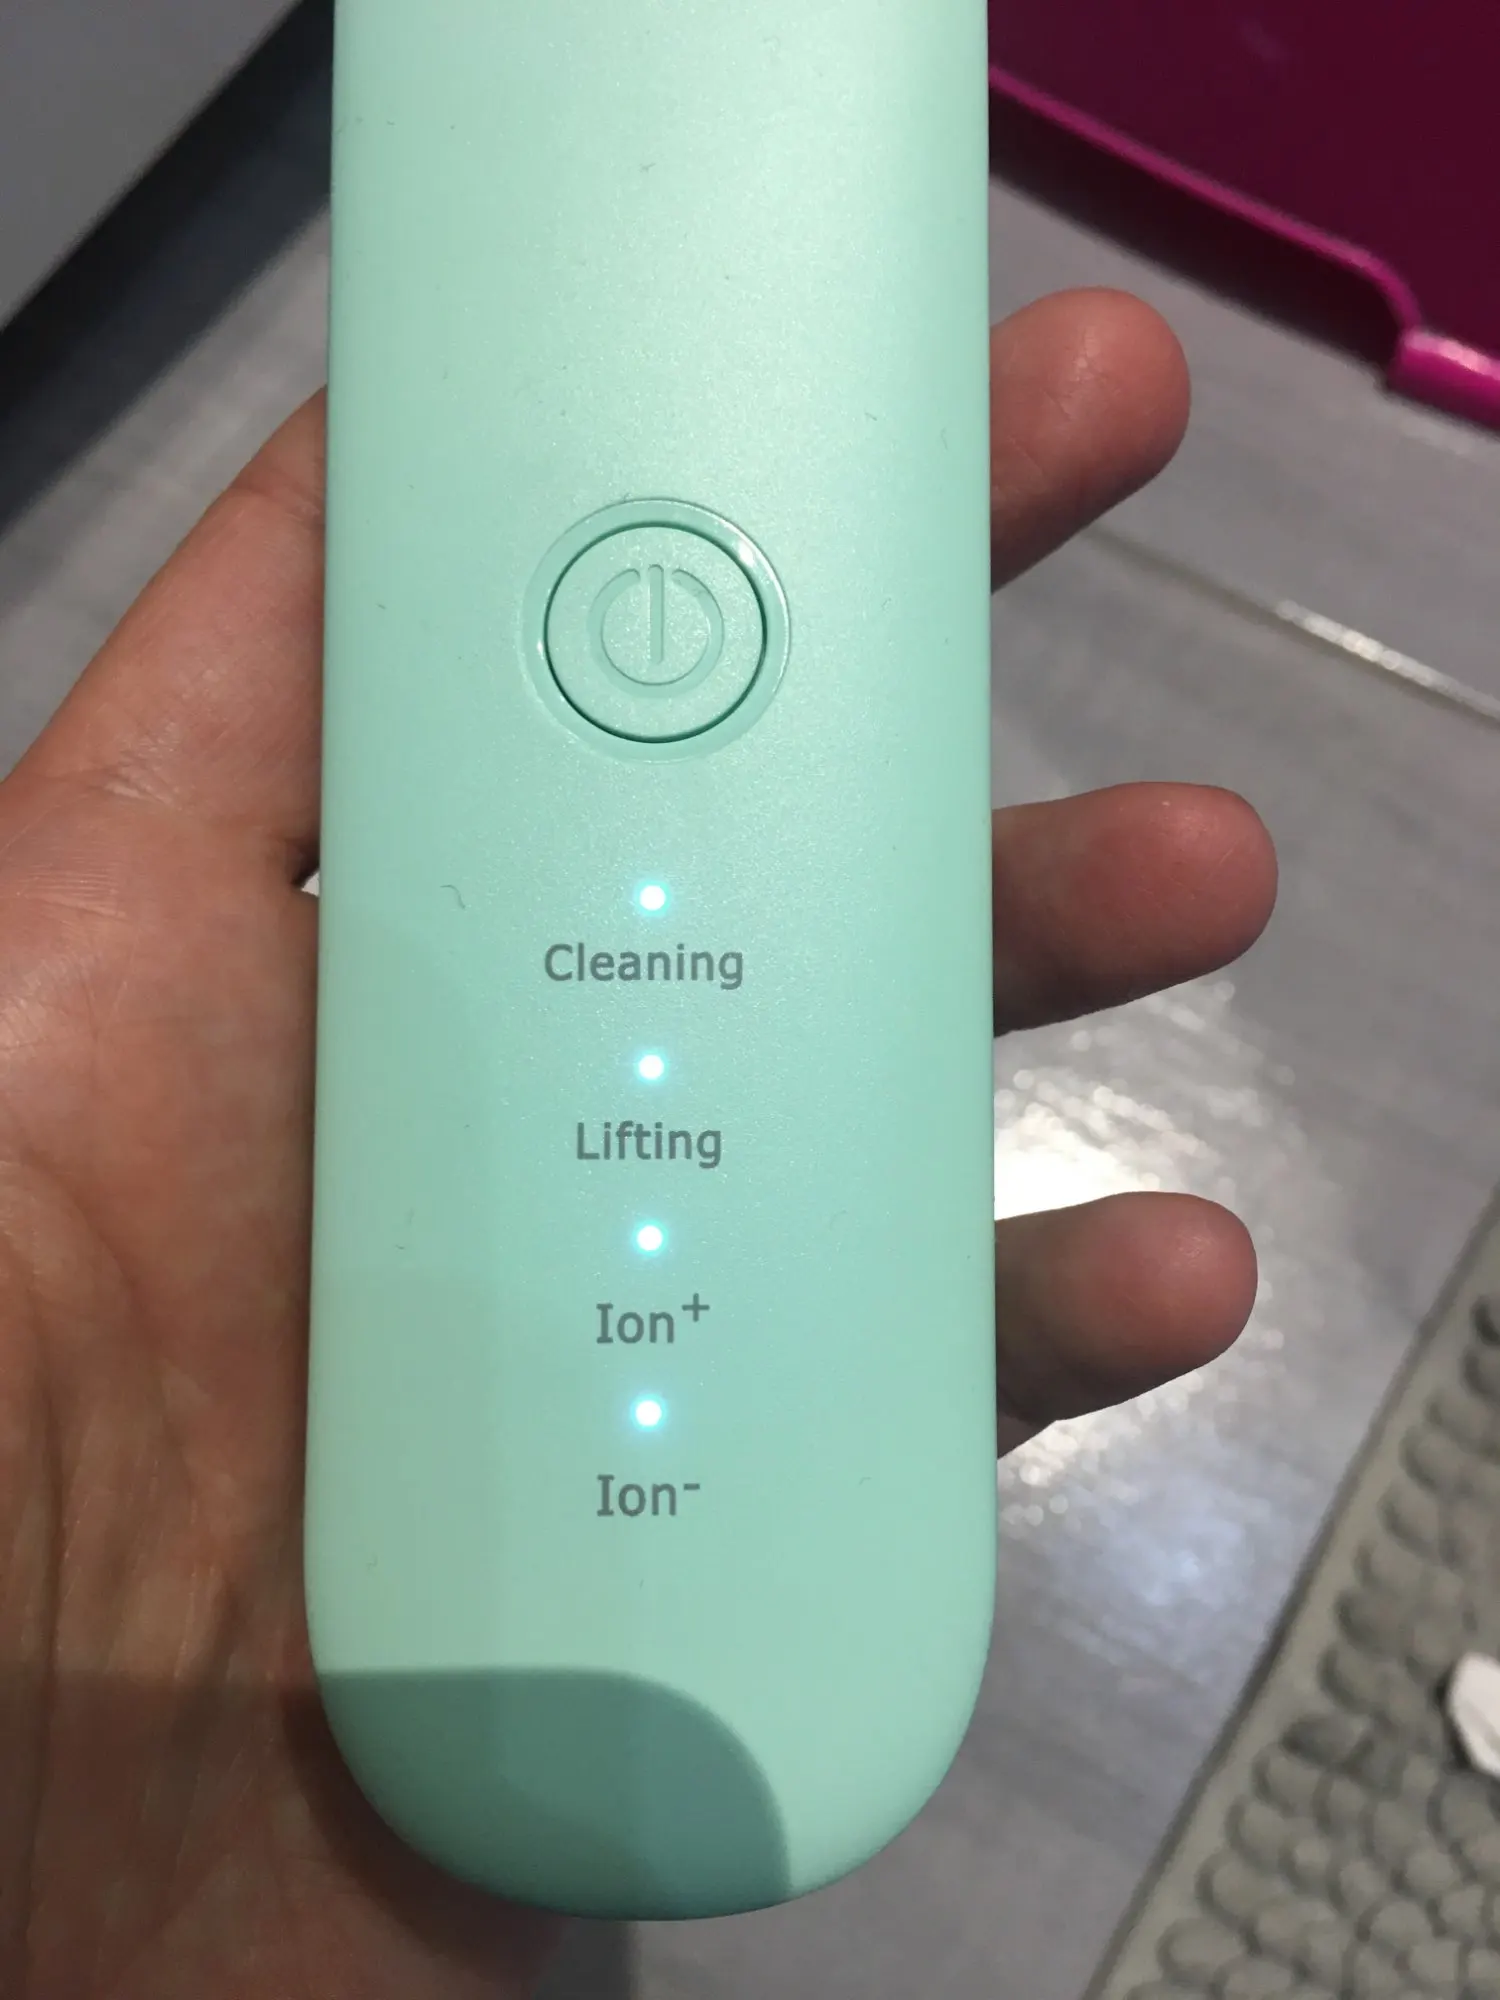 Cleaning
Lifting
Ion⁺
Ion⁻